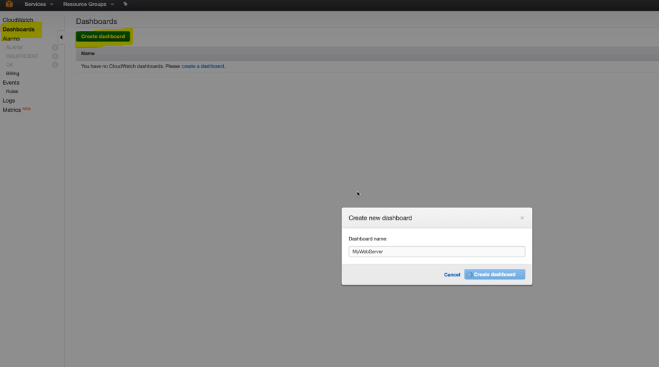 Services
Resource Groups
CloudWatch
Dashboards
Alarms
ALARM
INSUFFICIENT
OK
Billing
Events
Rules
Logs
Metrics
Dashboards
Create dashboard
Name
You have no CloudWatch dashboards. Please create a dashboard.
Create new dashboard
Dashboard name:
MyWebServer
Cancel Create dashboard